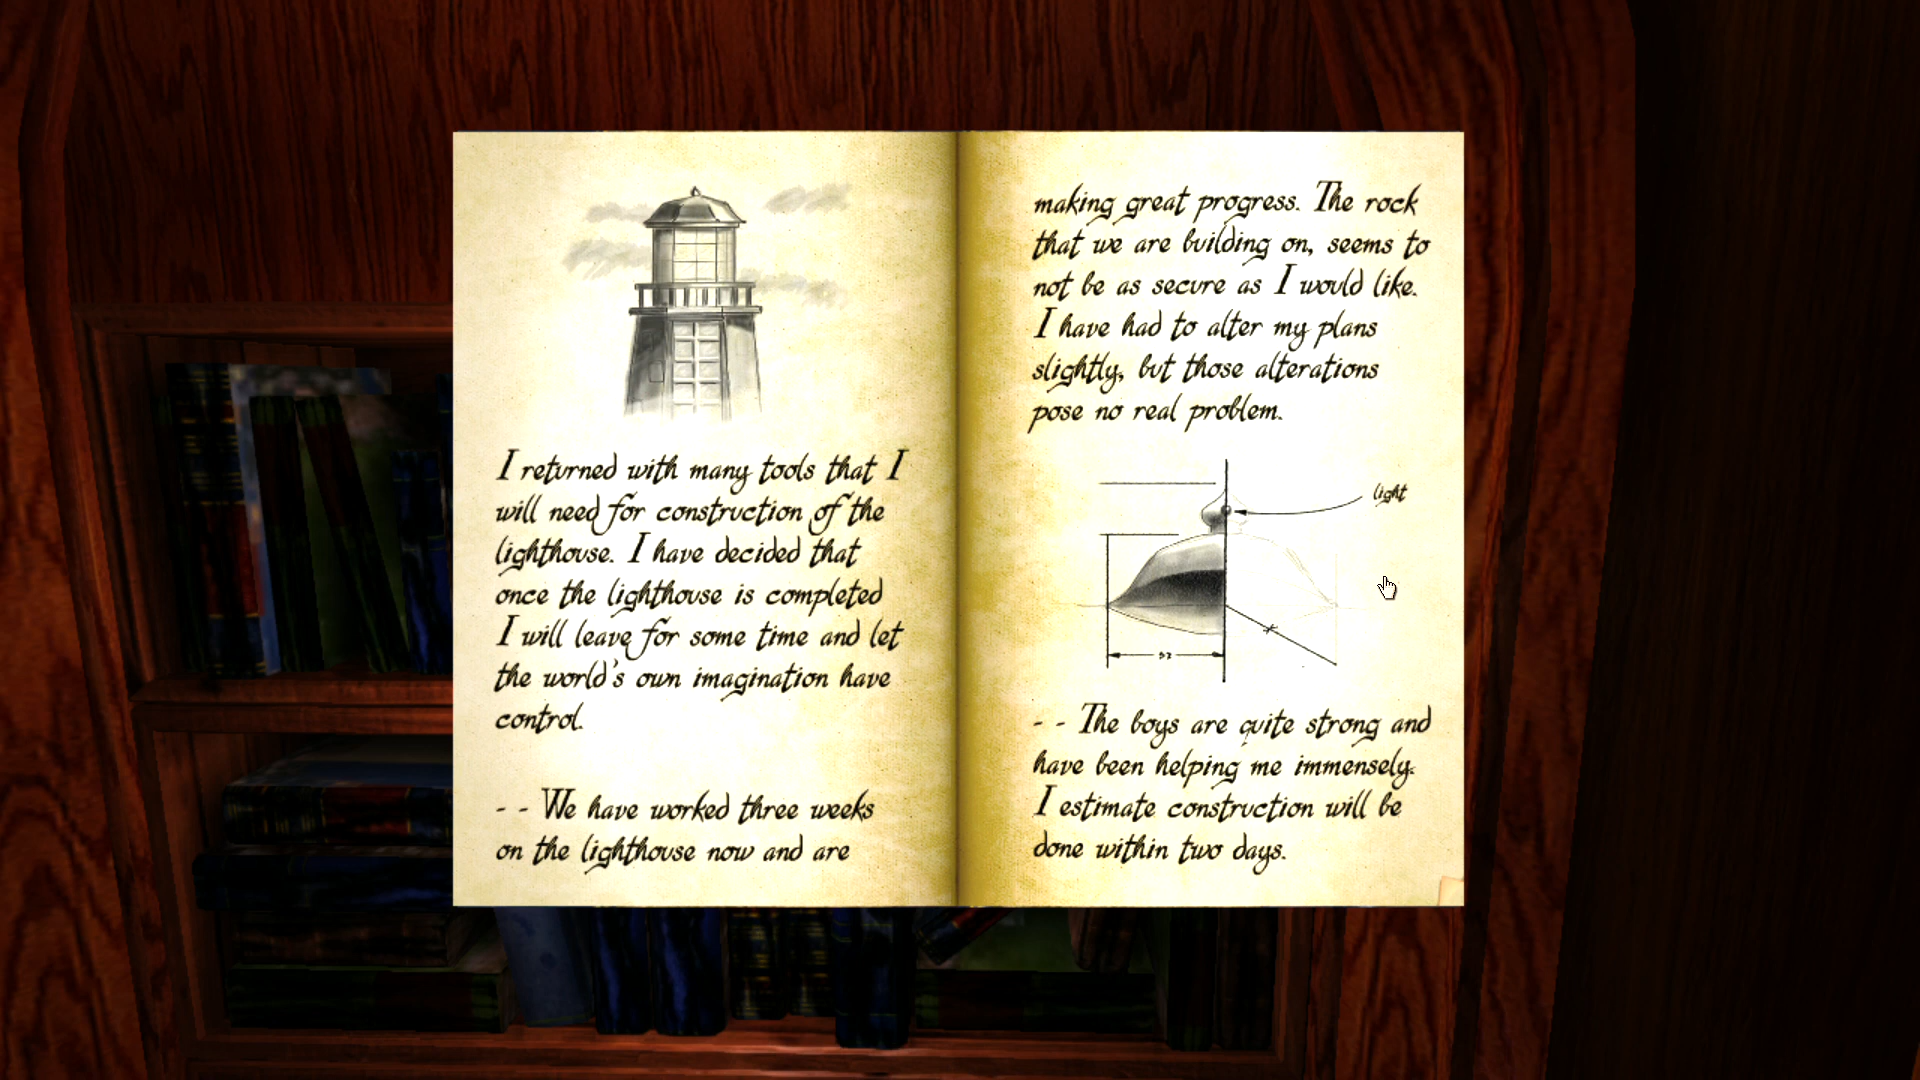 I returned with many tools that I
will need for construction of the
lighthouse. I have decided that
once the lighthouse is completed
I will leave for some time and let
the world's own imagination have
control.
- - We have worked three weeks
on the lighthouse now and are
making great progress. The rock
that we are building on, seems to
not be as secure as I would like.
I have had to alter my plans
slightly, but those alterations
pose no real problem.
light
- - The boys are quite strong and
have been helping me immensely.
I estimate construction will be
done within two days.